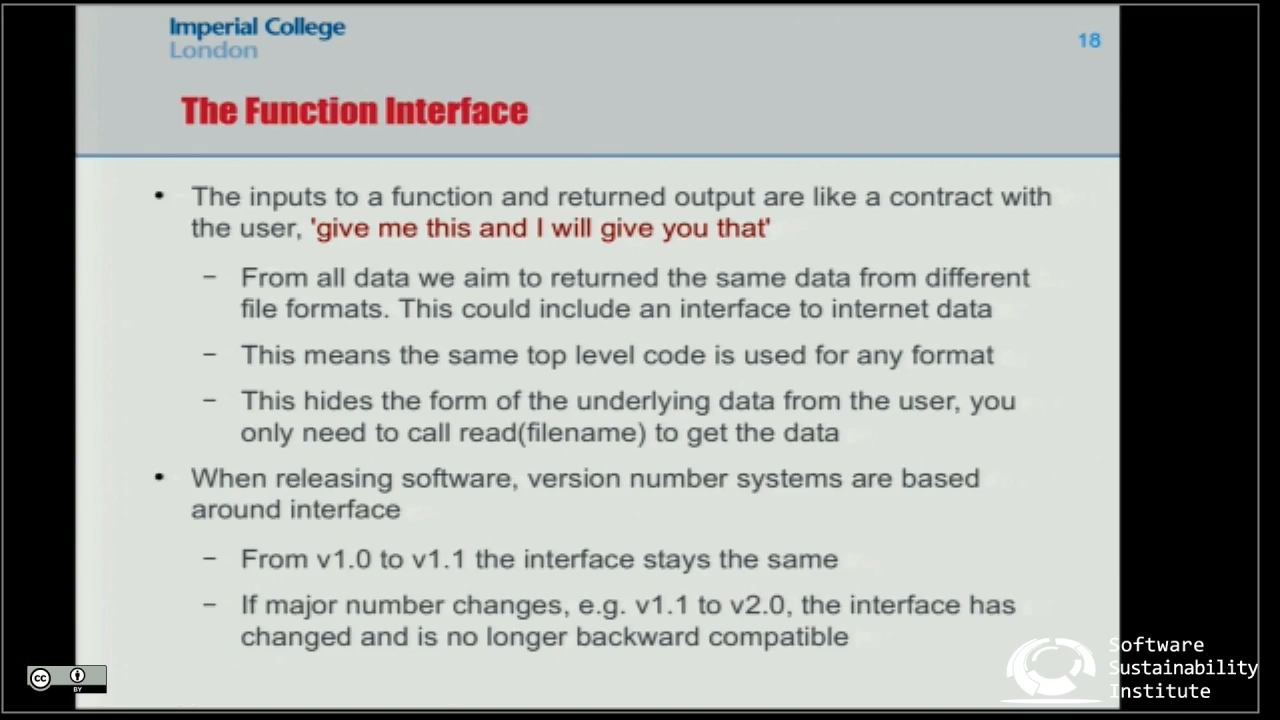 Imperial College
London
18
The Function Interface
• The inputs to a function and returned output are like a contract with
the user, 'give me this and I will give you that'
– From all data we aim to returned the same data from different
file formats. This could include an interface to internet data
– This means the same top level code is used for any format
– This hides the form of the underlying data from the user, you
only need to call read(filename) to get the data
• When releasing software, version number systems are based
around interface
– From v1.0 to v1.1 the interface stays the same
– If major number changes, e.g. v1.1 to v2.0, the interface has
changed and is no longer backward compatible
cc
BY
Software
Sustainability
Institute